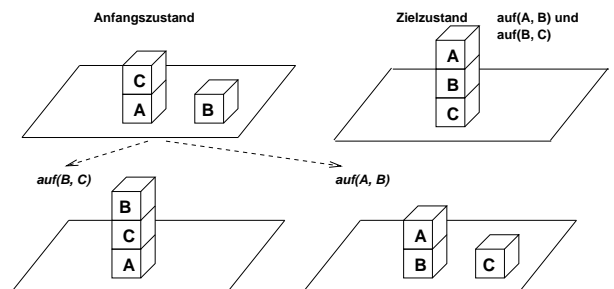 Anfangszustand
Zielzustand
auf(A, B) und
auf(B, C)
C
A
B
A
B
C
auf(B, C)
auf(A, B)
B
C
A
A
B
C